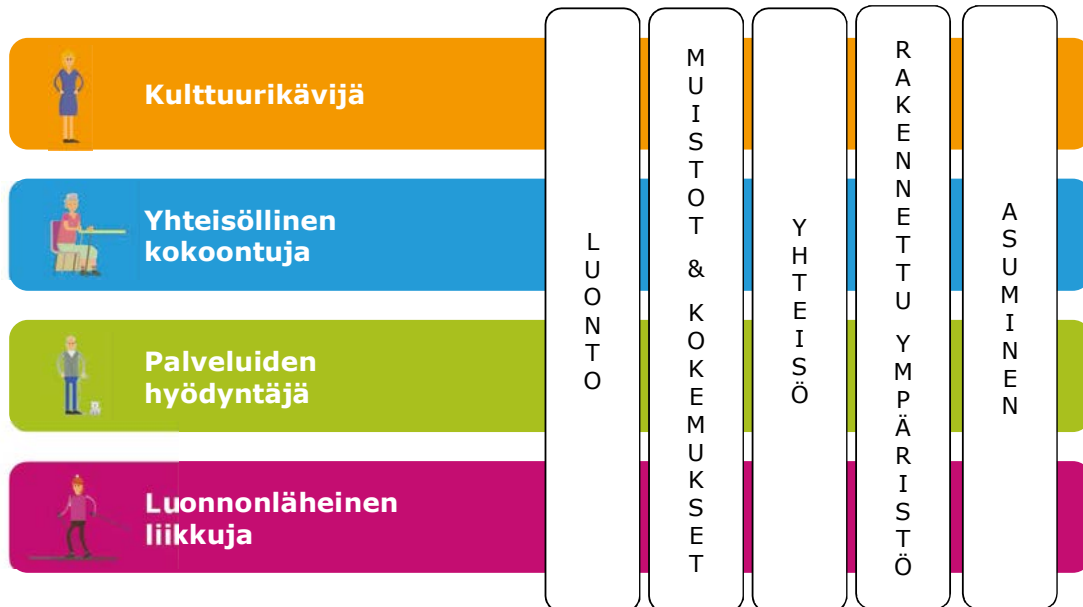 Kulttuurikävijä
Yhteisöllinen
kokoontuja
Palveluiden
hyödyntäjä
Luonnonläheinen
liikkuja
LUONTO
MUISTOT & KOKEMUKSET
YHTEISÖ
RAKENNETTU YMPÄRISTÖ
ASUMINEN